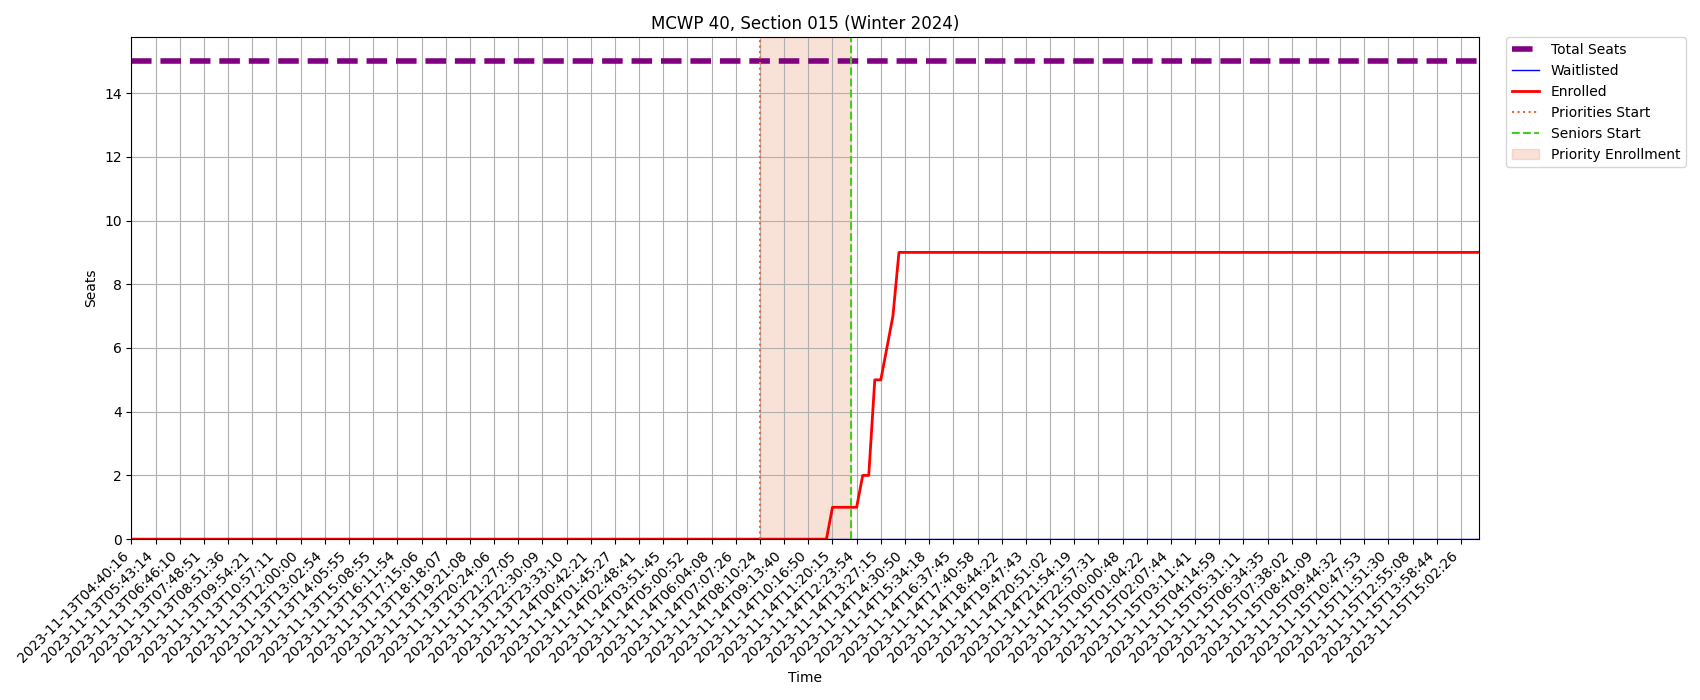 MCWP 40, Section 015 (Winter 2024)
Total Seats
Waitlisted
Enrolled
Priorities Start
Seniors Start
Priority Enrollment
Seats
14
12
10
8
6
4
2
0
2023-11-13T04:40:16
2023-11-13T05:43:14
2023-11-13T06:46:10
2023-11-13T07:48:51
2023-11-13T08:51:36
2023-11-13T09:54:21
2023-11-13T10:57:11
2023-11-13T12:00:00
2023-11-13T13:02:54
2023-11-13T14:05:55
2023-11-13T15:08:55
2023-11-13T16:11:54
2023-11-13T17:15:06
2023-11-13T18:18:07
2023-11-13T19:21:08
2023-11-13T20:24:06
2023-11-13T21:27:05
2023-11-13T22:30:09
2023-11-13T23:33:10
2023-11-14T00:42:21
2023-11-14T01:45:27
2023-11-14T02:48:41
2023-11-14T03:51:45
2023-11-14T05:00:52
2023-11-14T06:04:08
2023-11-14T07:07:26
2023-11-14T08:10:24
2023-11-14T09:13:40
2023-11-14T10:16:50
2023-11-14T11:20:15
2023-11-14T12:23:54
2023-11-14T13:27:15
2023-11-14T14:30:50
2023-11-14T15:34:18
2023-11-14T16:37:45
2023-11-14T17:40:58
2023-11-14T18:44:22
2023-11-14T19:47:43
2023-11-14T20:51:02
2023-11-14T21:54:19
2023-11-14T22:57:31
2023-11-15T00:00:48
2023-11-15T01:04:22
2023-11-15T02:07:44
2023-11-15T03:11:41
2023-11-15T04:14:59
2023-11-15T05:31:11
2023-11-15T06:34:35
2023-11-15T07:38:02
2023-11-15T08:41:09
2023-11-15T09:44:32
2023-11-15T10:47:53
2023-11-15T11:51:30
2023-11-15T12:55:08
2023-11-15T13:58:44
2023-11-15T15:02:26
Time